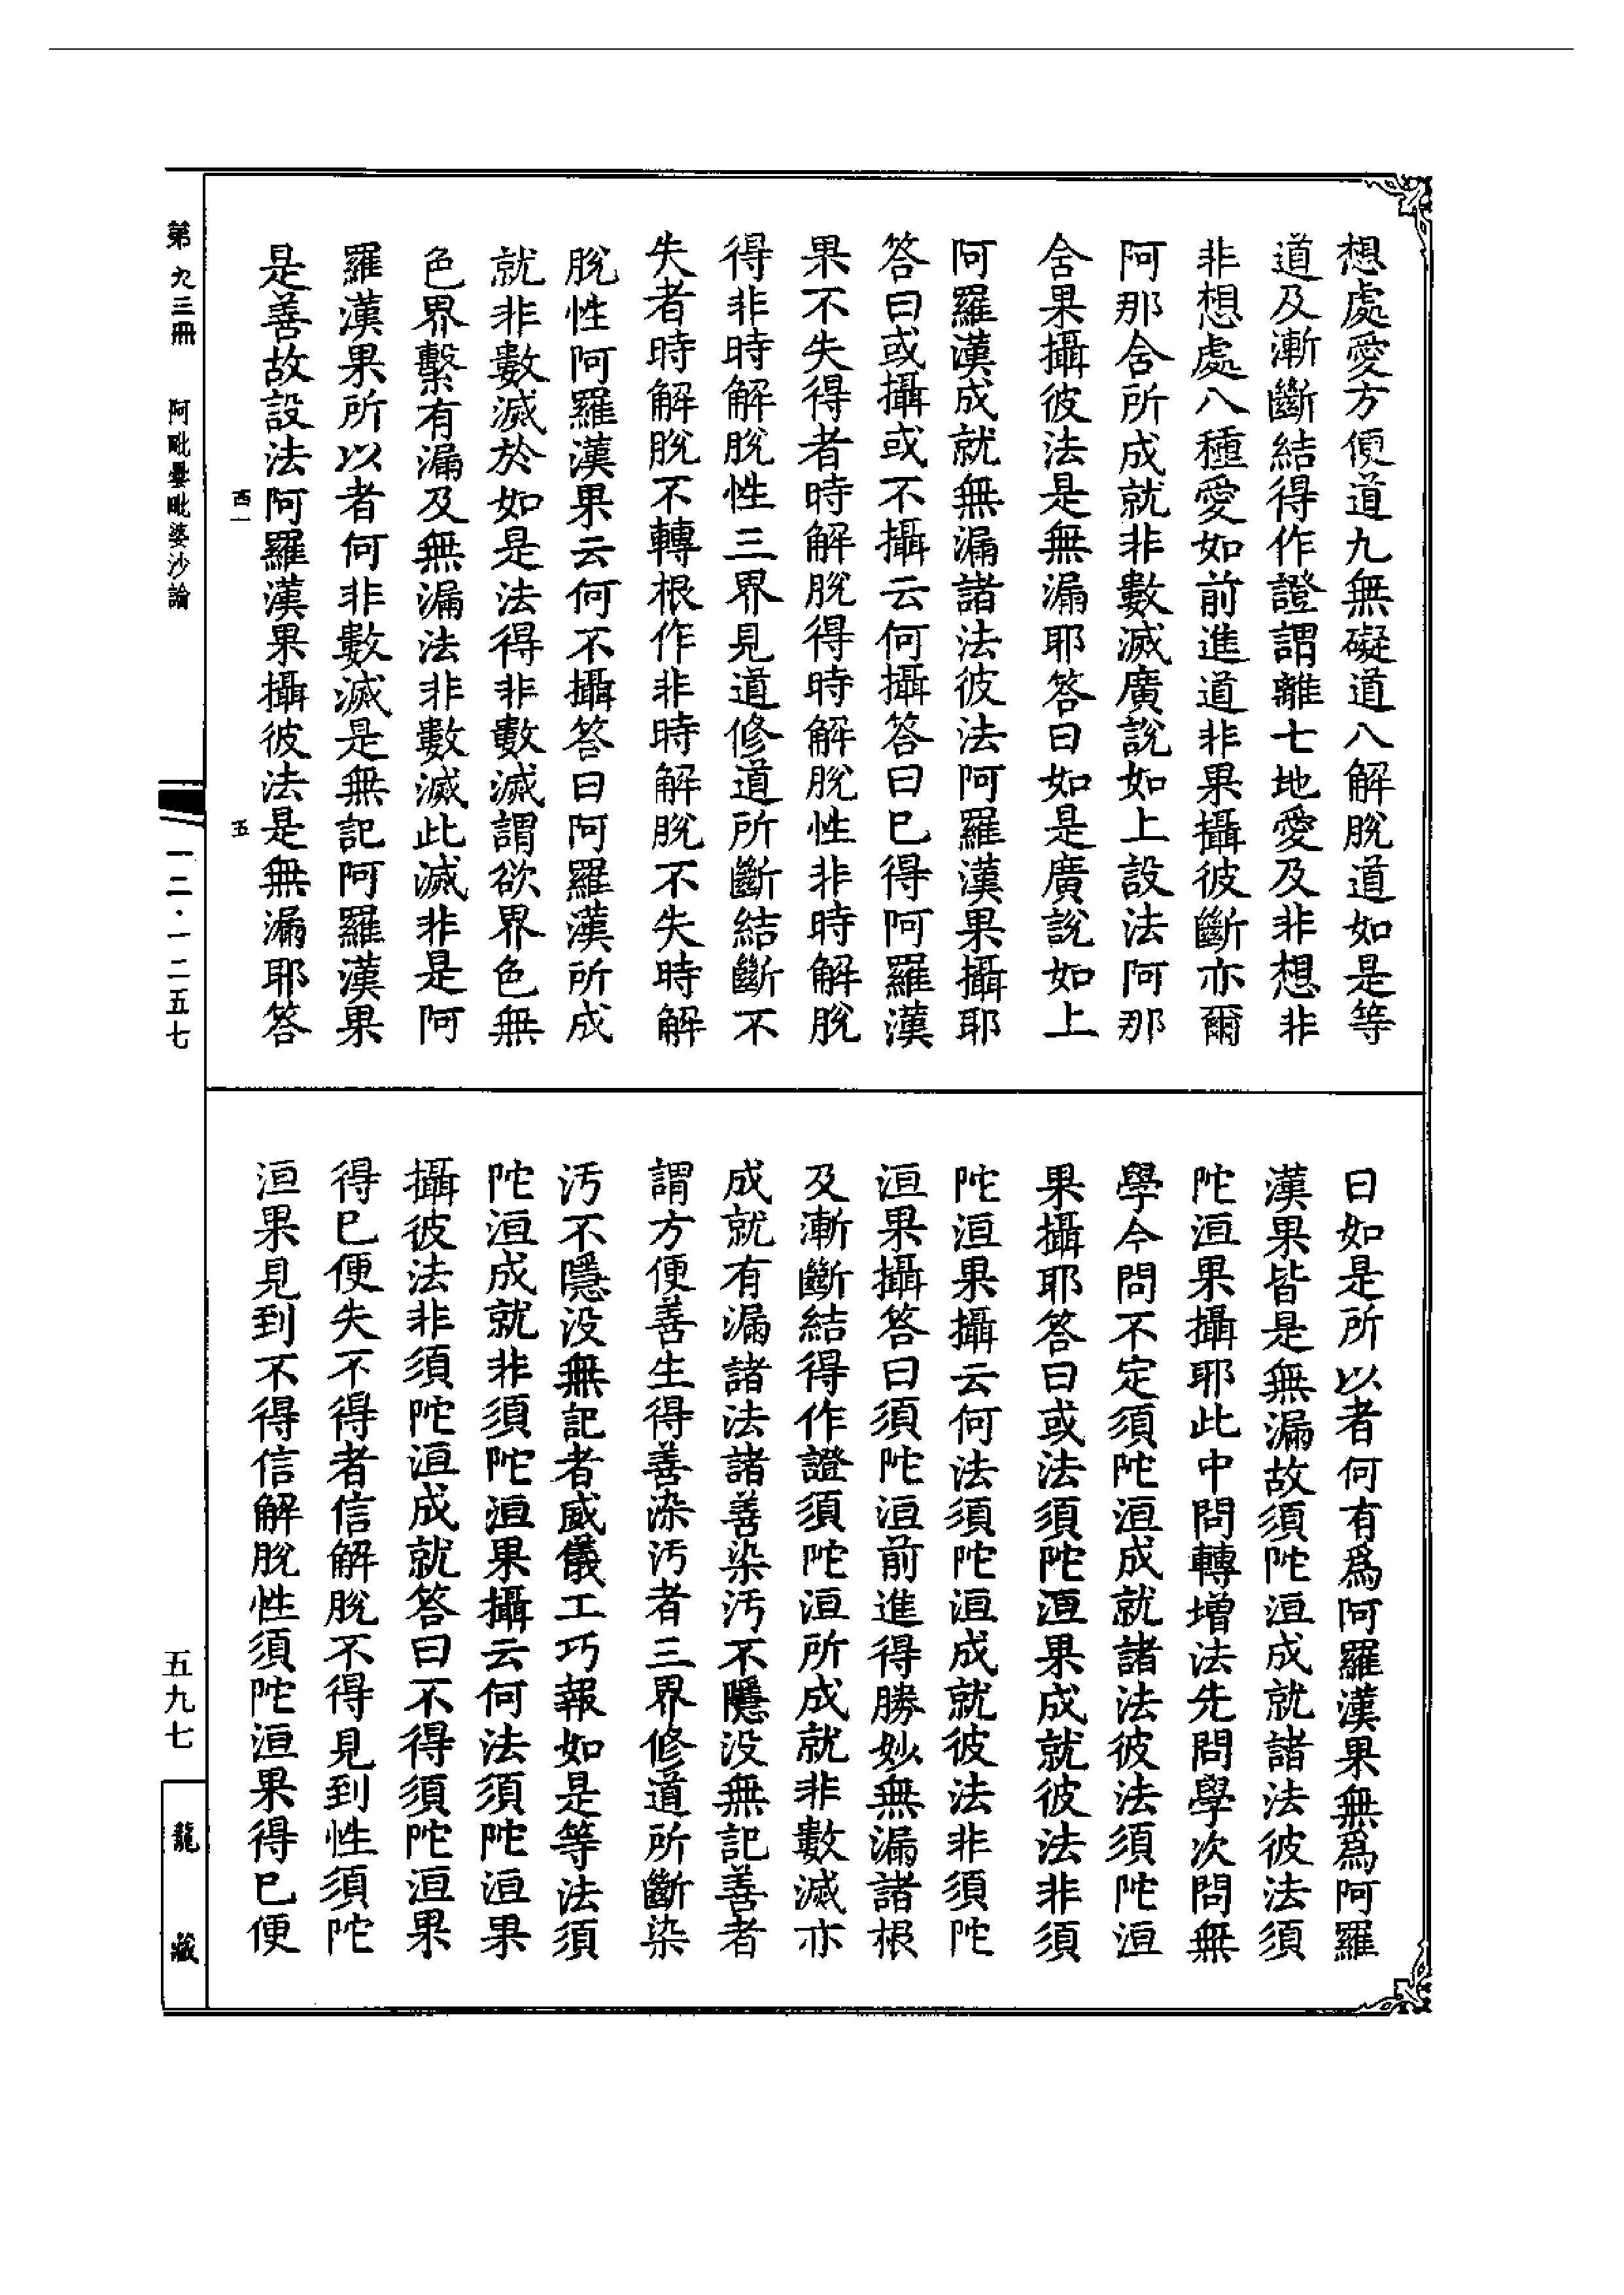 想處愛方便道九無礙道八解脫道如是等
道及漸斷結得作證謂離七地愛及非想非
非想處八種愛如前進道非果攝彼斷亦爾
阿那含所成就非數滅廣說如上設法阿那
含果攝彼法是無漏耶答曰如是廣說如上
阿羅漢成就無漏諸法彼法阿羅漢果攝耶
答曰或攝或不攝云何攝答曰已得阿羅漢
果不失得者時解脫得時解脫性非時解脫
得非時解脫性三界見道修道所斷結斷不
失者時解脫不轉根作非時解脫不失時解
脫性阿羅漢果云何不攝答曰阿羅漢所成
就非數滅於如是法得非數滅謂欲界色無
色界繫有漏及無漏法非數滅此滅非是阿
羅漢果所以者何非數滅是無記阿羅漢果
是善故設法阿羅漢果攝彼法是無漏耶答
曰如是所以者何有爲阿羅漢果無爲阿羅
漢果皆是無漏故須陀洹成就諸法彼法須
陀洹果攝耶此中問轉增法先問學次問無
學今問不定須陀洹成就諸法彼法須陀洹
果攝耶答曰或法須陀洹果成就彼法非須
陀洹果攝云何法須陀洹成就彼法非須陀
洹果攝答曰須陀洹前進得勝妙無漏諸根
及漸斷結得作證須陀洹所成就非數滅亦
成就有漏諸法諸善染污不隱没無記善者
謂方便善生得善染污者三界修道所斷染
污不隱没無記者威儀工巧報如是等法須
陀洹成就非須陀洹果攝云何法須陀洹果
攝彼法非須陀洹成就答曰不得須陀洹果
得已便失不得者信解脫不得見到性須陀
洹果見到不得信解脫性須陀洹果得已便
第九三冊
阿毗曇毗婆沙論
西一
五
一二·一二五七
五九七
龍藏